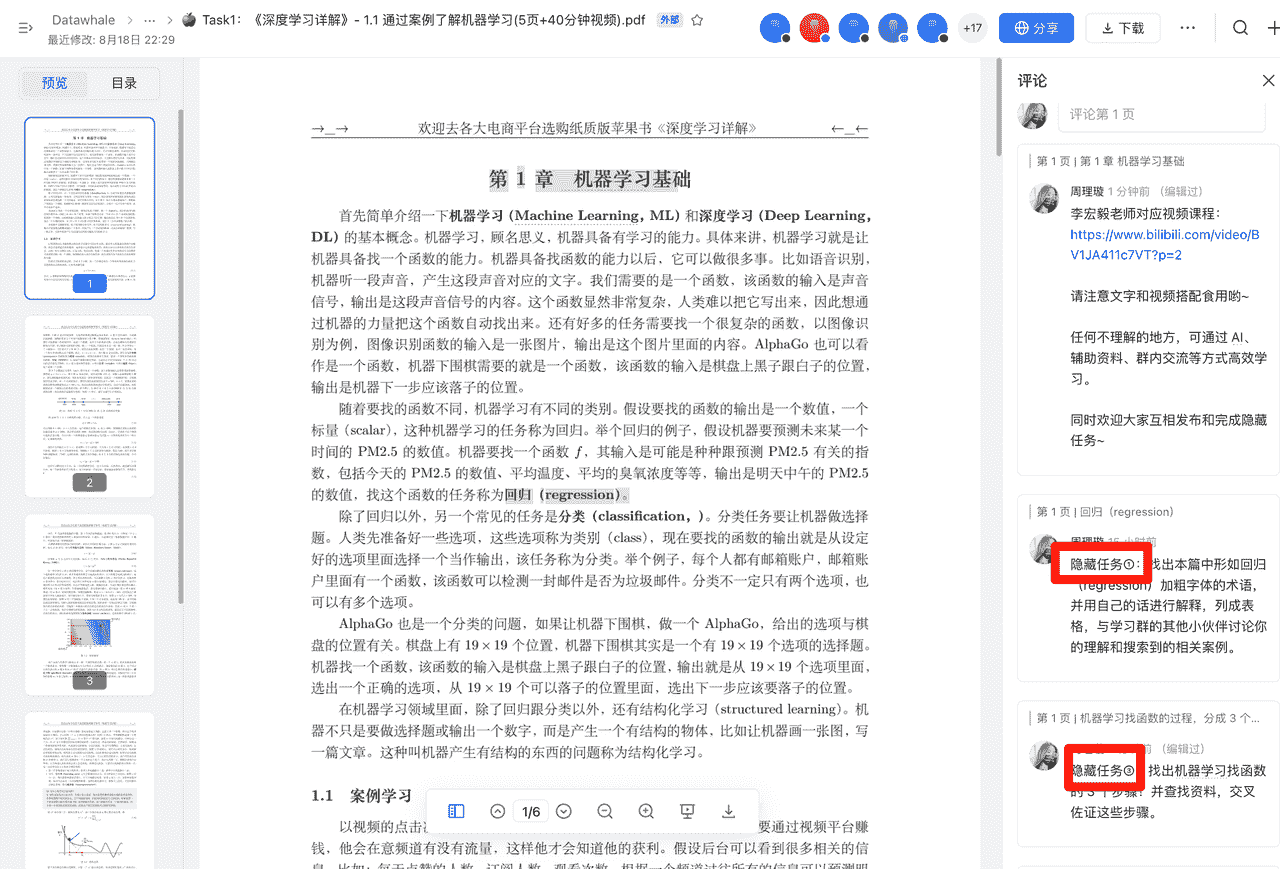 Datawhale › ··· › Task1：《深度学习详解》- 1.1 通过案例了解机器学习(5页+40分钟视频).pdf 外部
最近修改: 8月18日 22:29
+17
分享
下载
预览
目录
1
2
3
→_→ 欢迎去各大电商平台选购纸质版苹果书《深度学习详解》 ←_←
第 1 章 机器学习基础
首先简单介绍一下机器学习 (Machine Learning，ML) 和深度学习 (Deep Learning，
DL) 的基本概念。机器学习，顾名思义，机器具备有学习的能力。具体来讲，机器学习就是让
机器具备找一个函数的能力。机器具备找函数的能力以后，它可以做很多事。比如语音识别，
机器听一段声音，产生这段声音对应的文字。我们需要的是一个函数，该函数的输入是声音
信号，输出是这段声音信号的内容。这个函数显然非常复杂，人类难以把它写出来，因此想通
过机器的力量把这个函数自动找出来。还有好多的任务需要找一个很复杂的函数，以图像识
别为例，图像识别函数的输入是一张图片，输出是这个图片里面的内容。AlphaGo 也可以看
作是一个函数，机器下围棋需要的就是一个函数，该函数的输入是棋盘上黑子跟白子的位置，
输出是机器下一步应该落子的位置。
随着要找的函数不同，机器学习有不同的类别。假设要找的函数的输出是一个数值，一个
标量（scalar），这种机器学习的任务称为回归。举个回归的例子，假设机器要预测未来某一个
时间的 PM2.5 的数值。机器要找一个函数 f，其输入是可能是种种跟预测 PM2.5 有关的指
数，包括今天的 PM2.5 的数值、平均温度、平均的臭氧浓度等等，输出是明天中午的 PM2.5
的数值，找这个函数的任务称为回归（regression）。
除了回归以外，另一个常见的任务是分类（classification，）。分类任务要让机器做选择
题。人类先准备好一些选项，这些选项称为类别（class），现在要找的函数的输出就是从设定
好的选项里面选择一个当作输出，该任务称为分类。举个例子，每个人都有邮箱账户，邮箱账
户里面有一个函数，该函数可以检测一封邮件是否为垃圾邮件。分类不一定只有两个选项，也
可以有多个选项。
AlphaGo 也是一个分类的问题，如果让机器下围棋，做一个 AlphaGo，给出的选项与棋
盘的位置有关。棋盘上有 19 × 19 个位置，机器下围棋其实是一个有 19 × 19 个选项的选择题。
机器找一个函数，该函数的输入是棋盘上黑子跟白子的位置，输出就是从 19 × 19 个选项里面，
选出一个正确的选项，从 19 × 19 个可以落子的位置里面，选出下一步应该要落子的位置。
在机器学习领域里面，除了回归跟分类以外，还有结构化学习（structured learning）。机
器不只是要做选择题或输出一个数字，而是产生一个有结构的物体，比如让机器画一张图，写
一篇文章。这种叫机器产生有结构的东西的问题称为结构化学习。
1.1 案例学习
以视频的点击
要通过视频平台赚
1/6
钱，他会在意频道有没有流量，这样他才会知道他的获利。假设后台可以看到很多相关的信
评论
评论第 1 页
第 1 页 | 第 1 章 机器学习基础
周理璇 1 分钟前 （编辑过）
李宏毅老师对应视频课程：
https://www.bilibili.com/video/B
V1JA411c7VT?p=2
请注意文字和视频搭配食用哟~
任何不理解的地方，可通过 AI、
辅助资料、群内交流等方式高效学
习。
同时欢迎大家互相发布和完成隐藏
任务~
第 1 页 | 回归（regression）
隐藏任务①：找出本篇中形如回归
（regression）加粗字体的术语，
并用自己的话进行解释，列成表
格，与学习群的其他小伙伴讨论你
的理解和搜索到的相关案例。
第 1 页 | 机器学习找函数的过程，分成 3 个...
前 （编辑过）
隐藏任务③ 找出机器学习找函数
的 3 个步骤！并查找资料，交叉
佐证这些步骤。